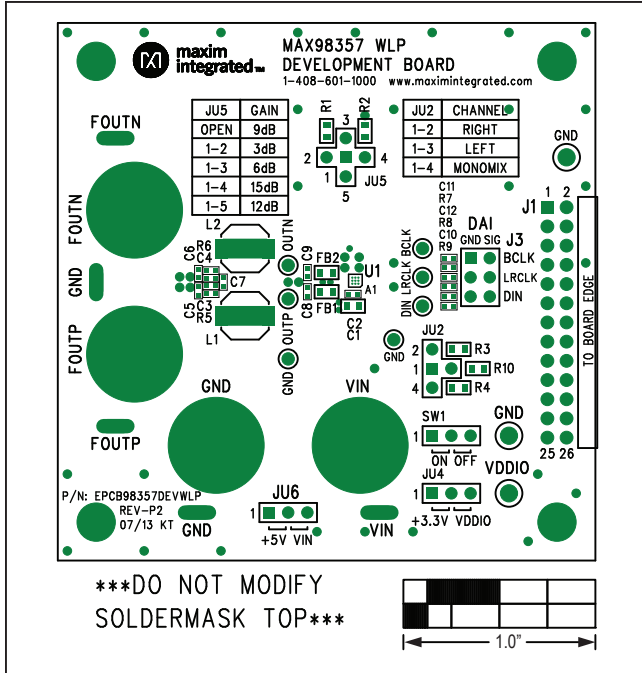 maxim
integrated™
MAX98357 WLP
DEVELOPMENT BOARD
1-408-601-1000 www.maximintegrated.com
JU5 GAIN
OPEN 9dB
1-2 3dB
1-3 6dB
1-4 15dB
1-5 12dB
R1
R2
3
2
4
1
5
JU5
JU2 CHANNEL
1-2 RIGHT
1-3 LEFT
1-4 MONOMIX
GND
FOUTN
FOUTN
GND
FOUTP
FOUTP
L2
R6
C6
C4
C7
C5
C3
R5
L1
OUTN
OUTP
GND
C9
C8
FB2
FB1
U1
A1
C2
C1
GND
C11
R7
C12
R8
C10
R9
BCLK
LRCLK
DIN
DAI
GND SIG
J3
BCLK
LRCLK
DIN
J1
1 2
25 26
TO BOARD EDGE
JU2
2
1
4
R3
R10
R4
SW1
1
ON OFF
GND
JU4
1
+3.3V VDDIO
VDDIO
GND
VIN
P/N: EPCB98357DEVWLP
REV-P2
07/13 KT
GND
JU6
1
+5V VIN
VIN
***DO NOT MODIFY
SOLDERMASK TOP***
1.0"